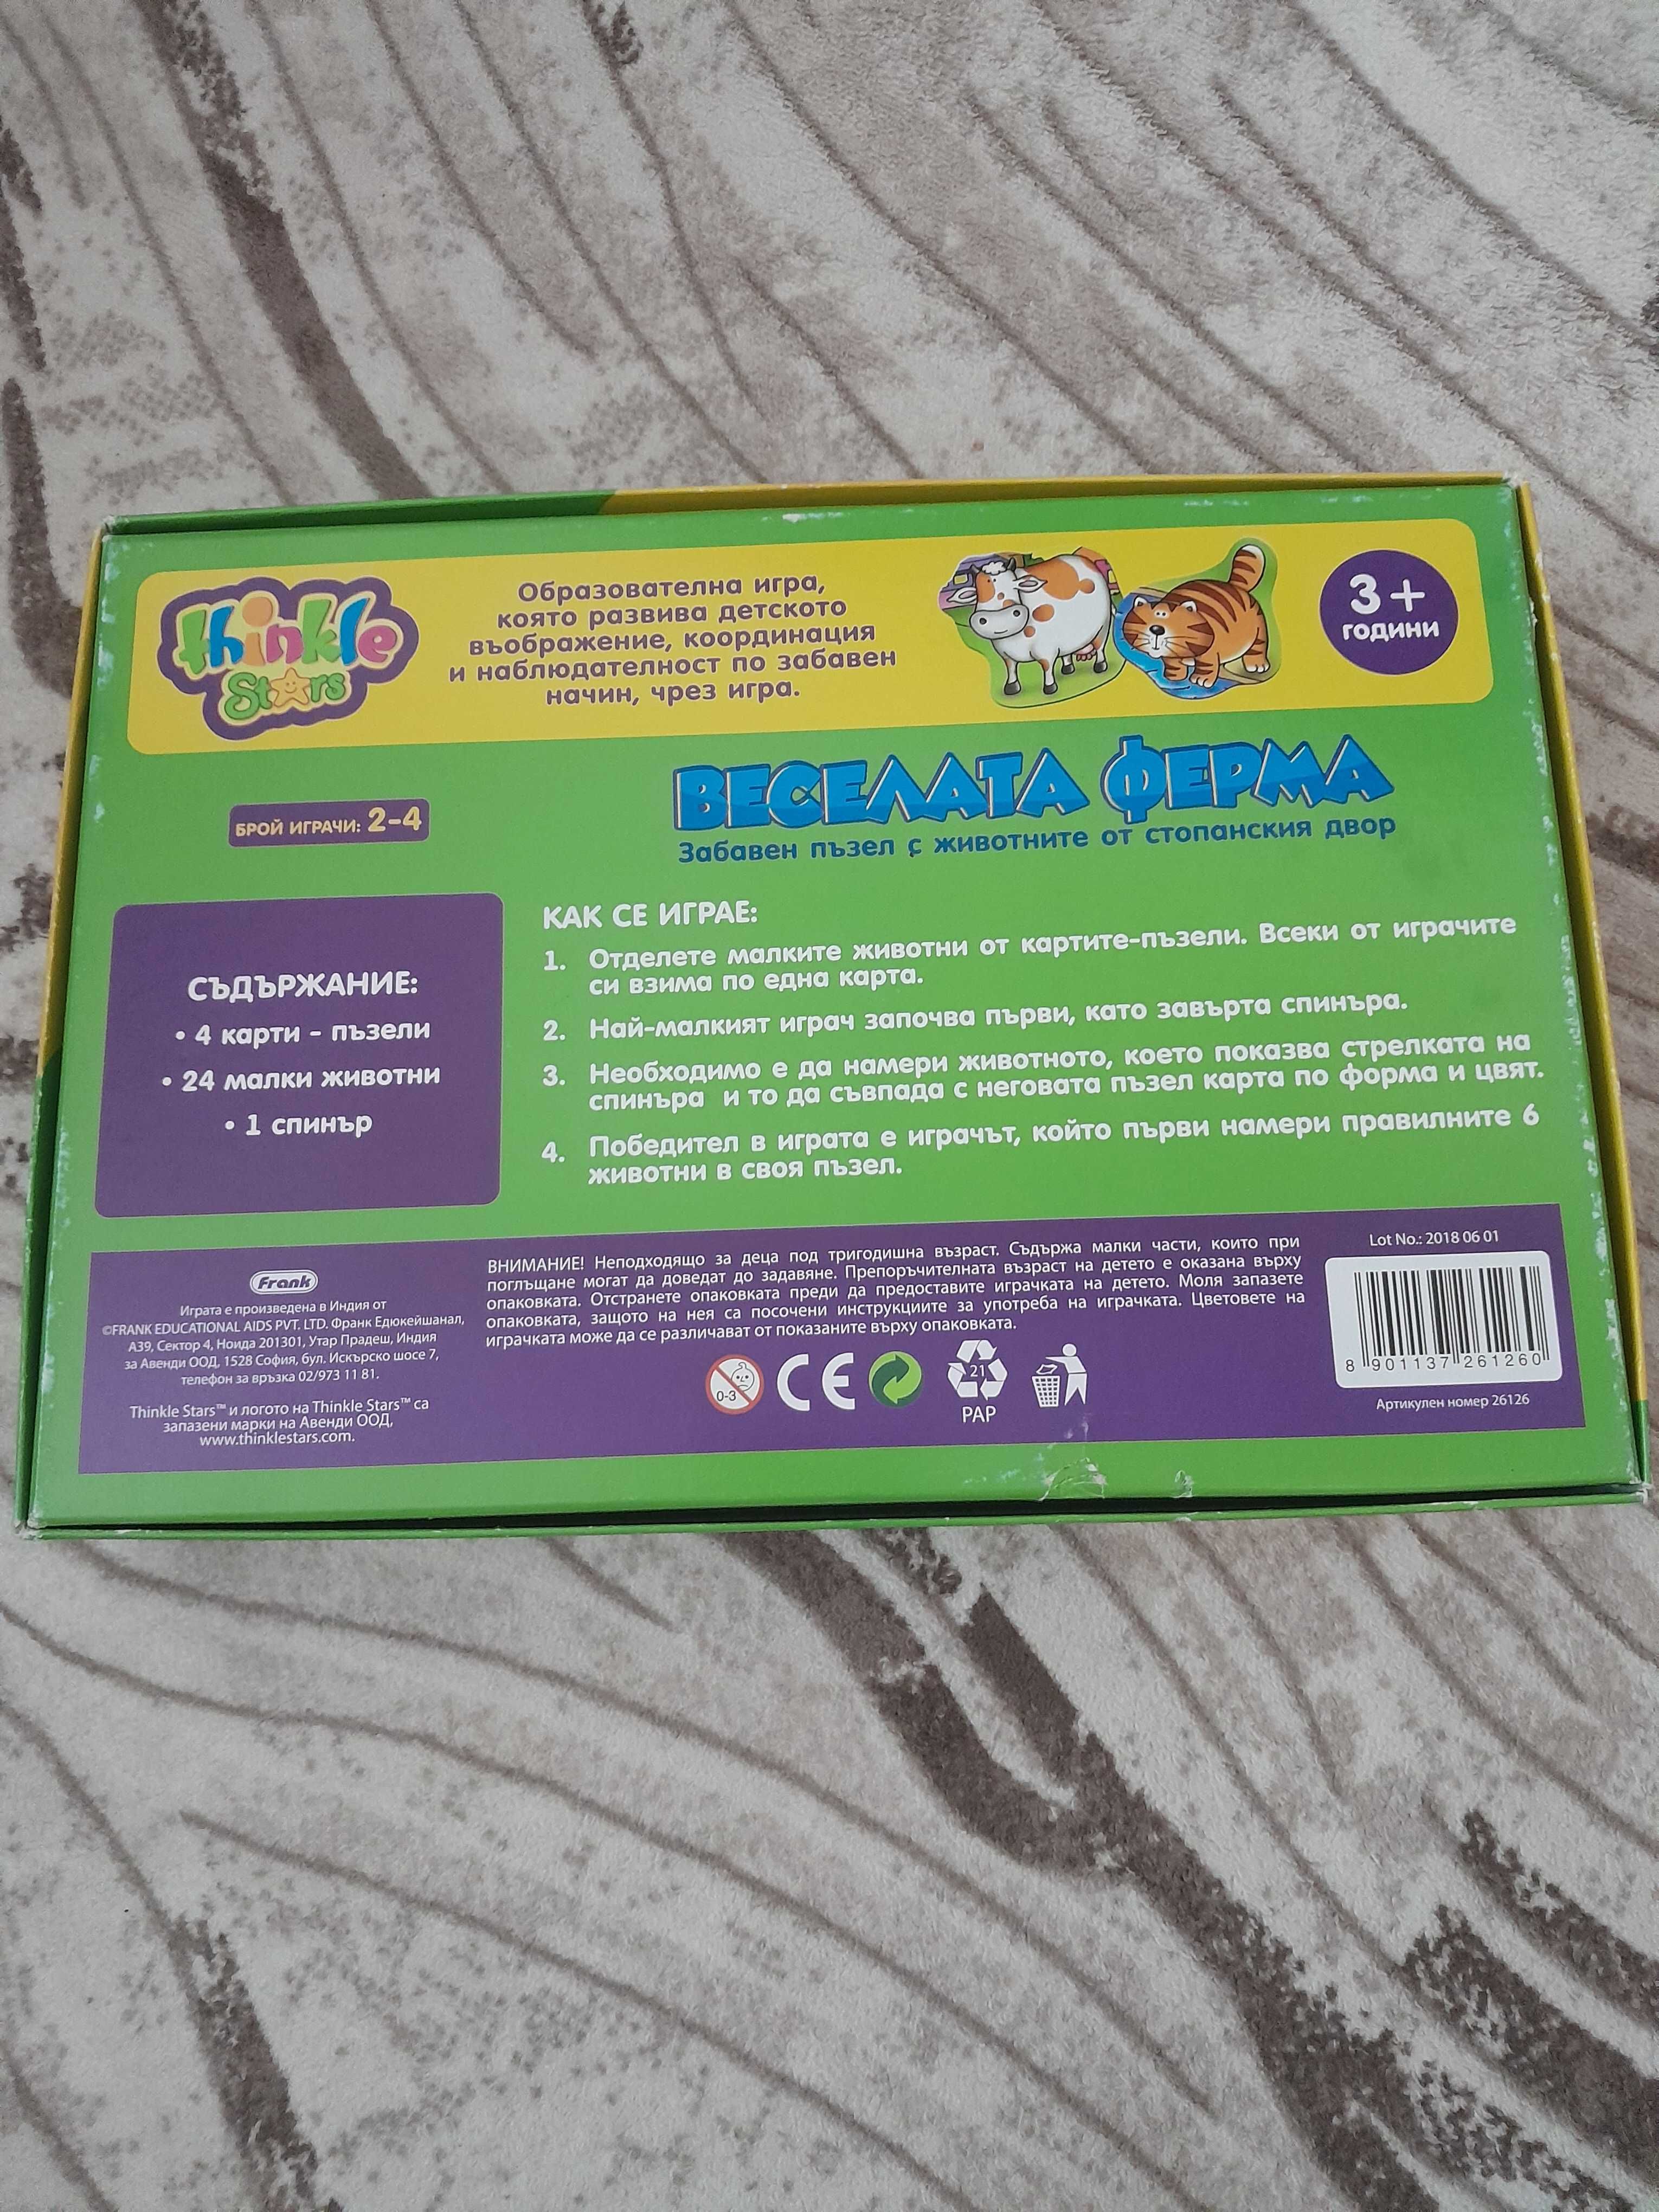 thinkle
Stars
Образователна игра,
която развива детското
въображение, координация
и наблюдателност по забавен
начин, чрез игра.
3+
ГОДИНИ
ВЕСЕЛАТА ФЕРМА
Забавен пъзел с животните от стопанския двор
БРОЙ ИГРАЧИ: 2-4
СЪДЪРЖАНИЕ:
• 4 карти - пъзели
• 24 малки животни
• 1 спинър
КАК СЕ ИГРАЕ:
1. Отделете малките животни от картите-пъзели. Всеки от играчите
си взима по една карта.
2. Най-малкият играч започва първи, като завърта спинъра.
3. Необходимо е да намери животното, което показва стрелката на
спинъра и то да съвпада с неговата пъзел карта по форма и цвят.
4. Победител в играта е играчът, който първи намери правилните 6
животни в своя пъзел.
Frank
Играта е произведена в Индия от
©FRANK EDUCATIONAL AIDS PVT. LTD. Франк Едюкейшанал,
A39, Сектор 4, Ноида 201301, Утар Прадеш, Индия
за Авенди ООД, 1528 София, бул. Искърско шосе 7,
телефон за връзка 02/973 11 81.
Thinkle Stars™ и логото на Thinkle Stars™ са
запазени марки на Авенди ООД,
www.thinklestars.com.
ВНИМАНИЕ! Неподходящо за деца под тригодишна възраст. Съдържа малки части, които при
поглъщане могат да доведат до задавяне. Препоръчителната възраст на детето е оказана върху
опаковката. Отстранете опаковката преди да предоставите играчката на детето. Моля запазете
опаковката, защото на нея са посочени инструкциите за употреба на играчката. Цветовете на
играчката може да се различават от показаните върху опаковката.
0-3
CE
21
PAP
Lot No.: 2018 06 01
8 901137 261260
Артикулен номер 26126